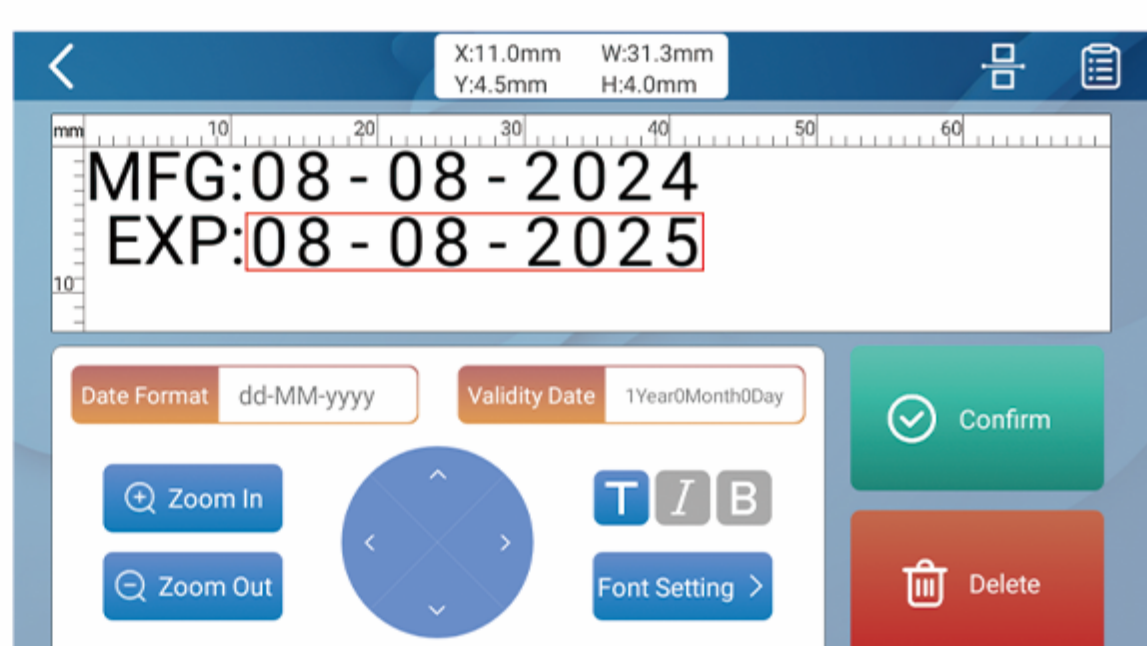 X:11.0mm W:31.3mm
Y:4.5mm H:4.0mm
mm 10 20 30 40 50 60
MFG:08-08-2024
EXP:08-08-2025
10
Date Format dd-MM-yyyy Validity Date 1Year0Month0Day
Confirm
Zoom In T I B
Zoom Out Font Setting >
Delete